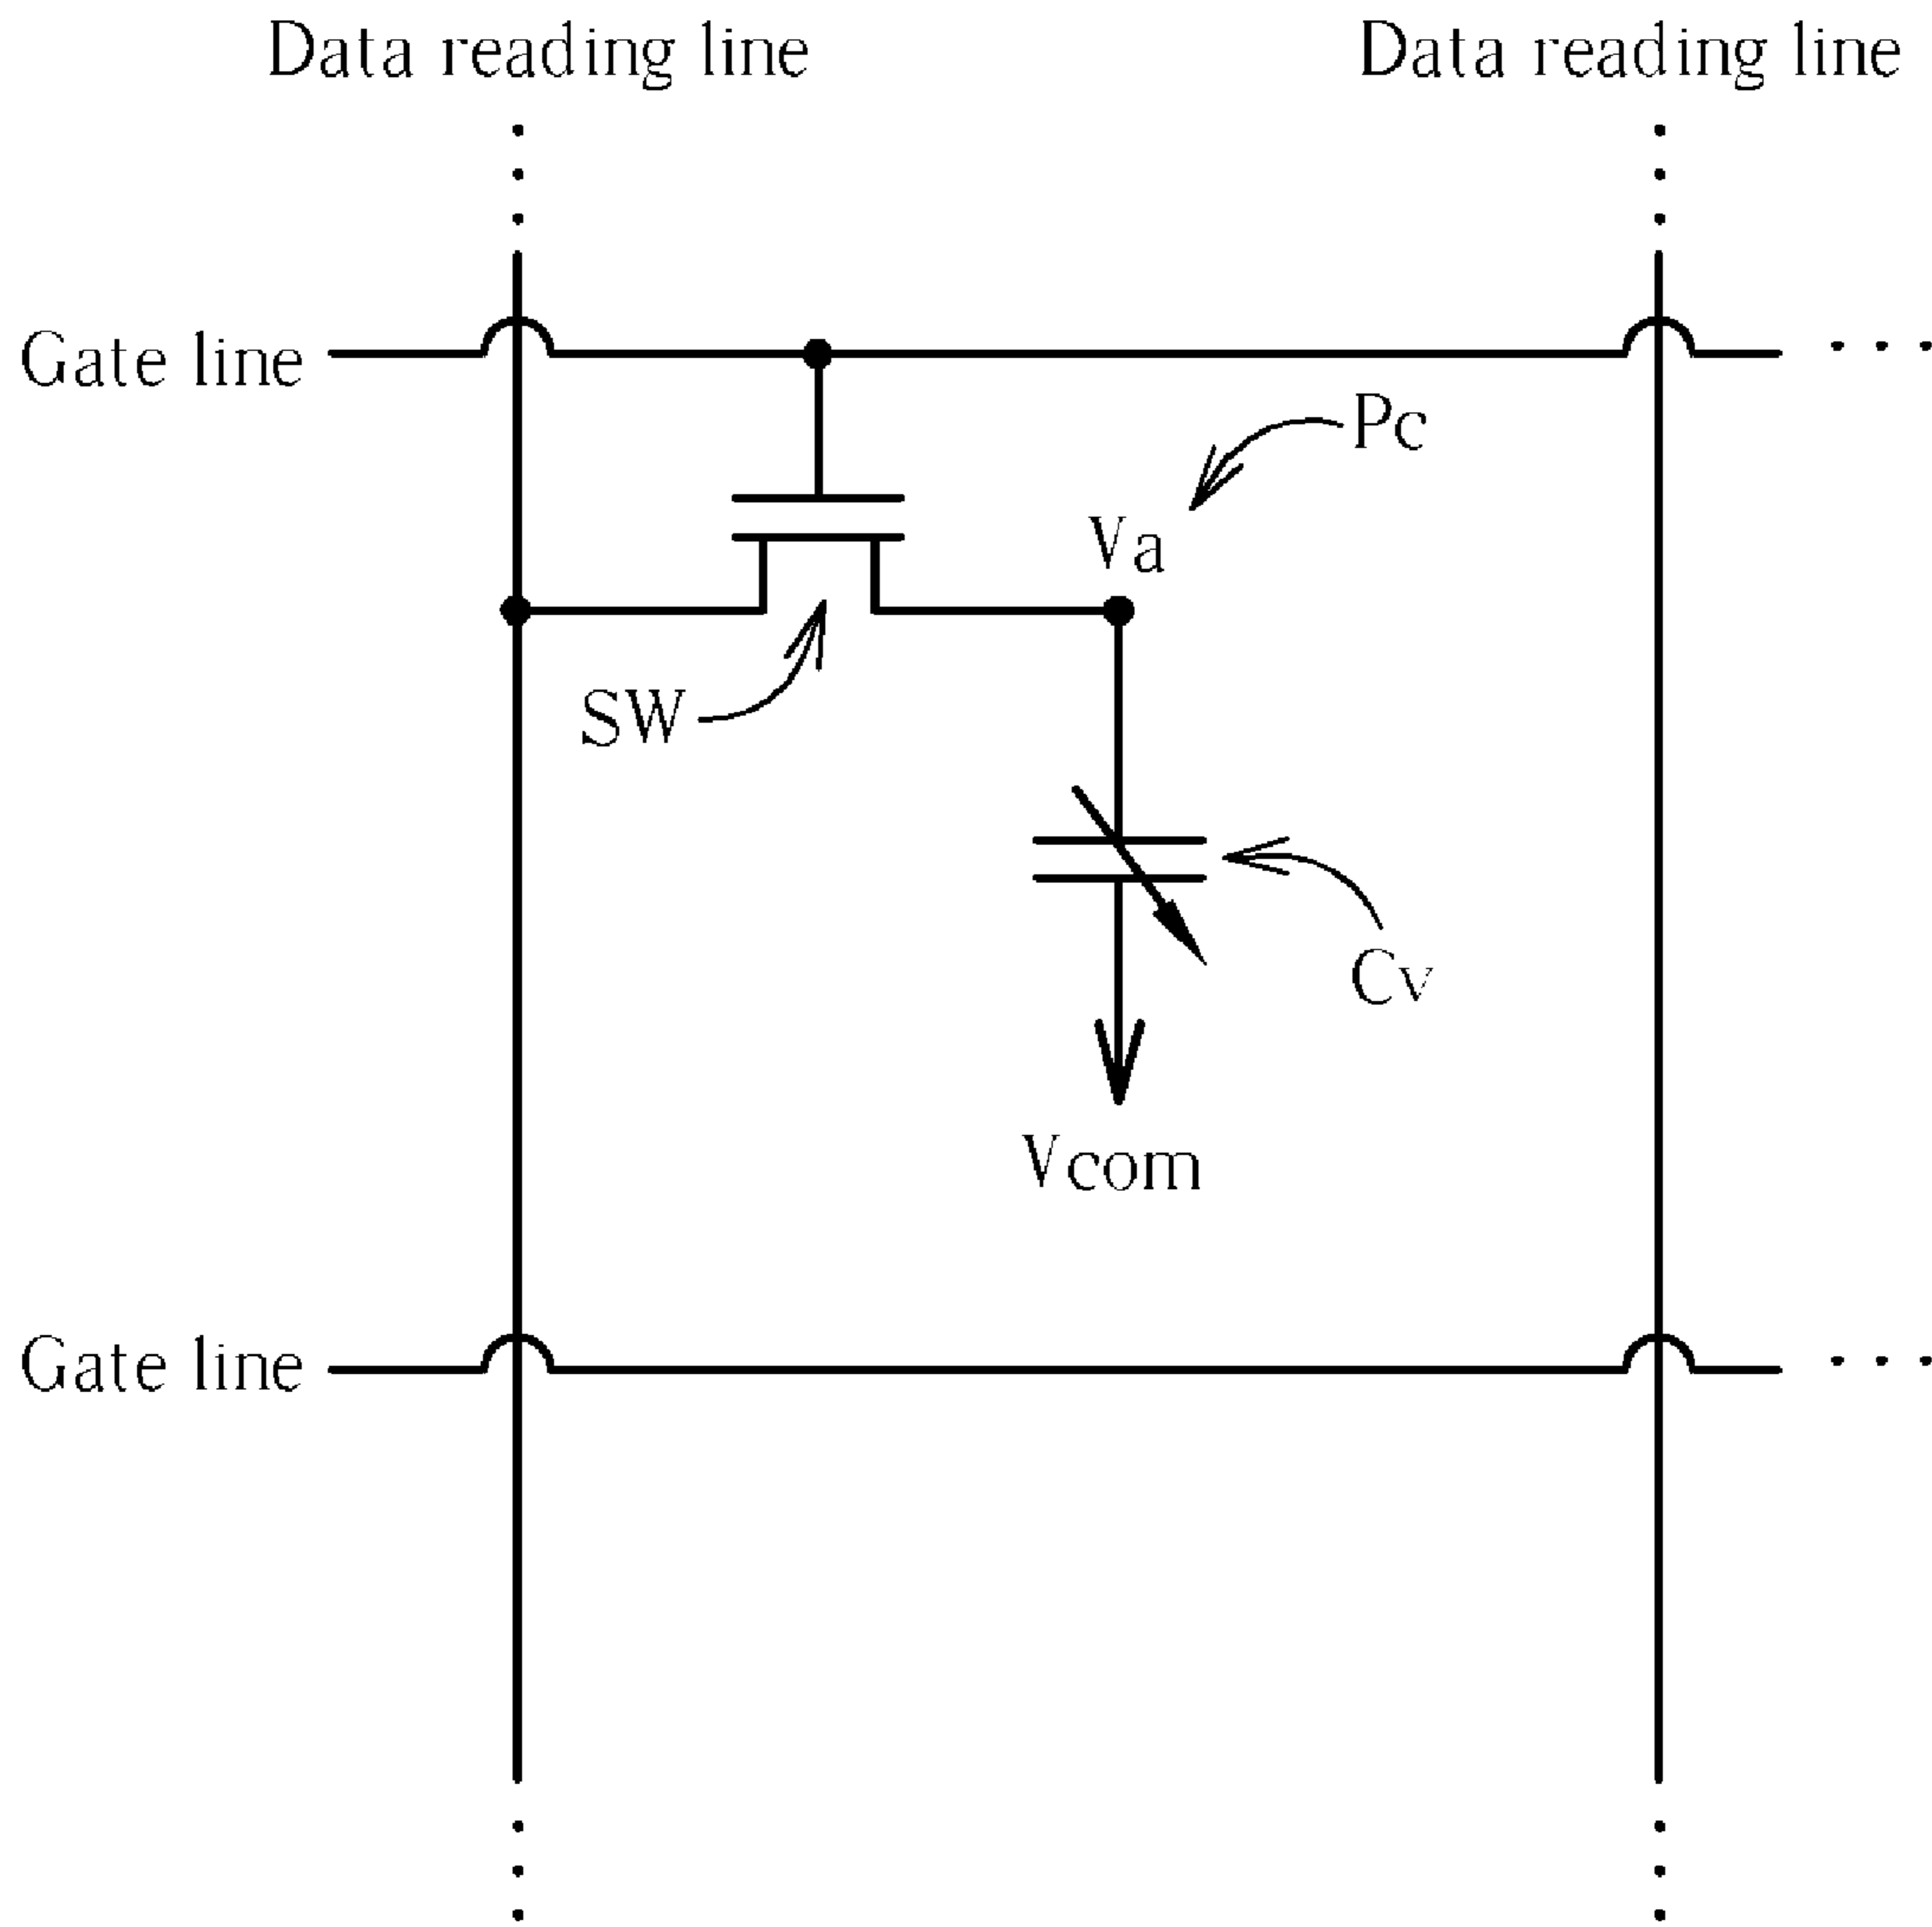 Data reading line
Data reading line
Gate line
Pc
Va
SW
Cv
Vcom
Gate line